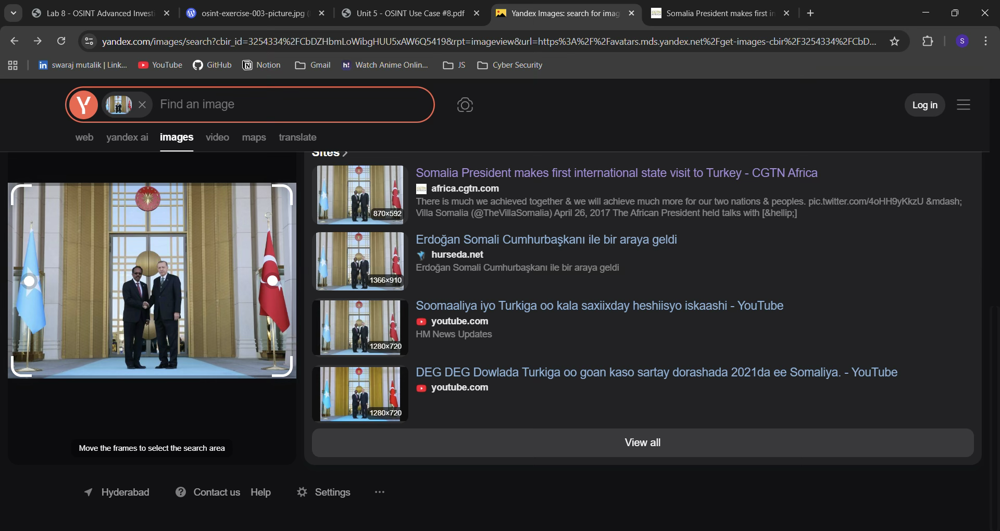 Lab 8 - OSINT Advanced Investi
osint-exercise-003-picture.jpg (
Unit 5 - OSINT Use Case #8.pdf
Yandex Images: search for imag
Somalia President makes first in
yandex.com/images/search?cbir_id=3254334%2FCbDZHbmLoWibgHUU5xAW6Q5419&rpt=imageview&url=https%3A%2F%2Favatars.mds.yandex.net%2Fget-images-cbir%2F3254334%2FCbD...
S
in swaraj mutalik | Link...
YouTube
GitHub
Notion
Gmail
h! Watch Anime Onlin...
JS
Cyber Security
Y
Find an image
Log in
web
yandex ai
images
video
maps
translate
Sites
870×592
Somalia President makes first international state visit to Turkey - CGTN Africa
africa.cgtn.com
There is much we achieved together & we will achieve much more for our two nations & peoples. pic.twitter.com/4oHH9yKkzU &mdash;
Villa Somalia (@TheVillaSomalia) April 26, 2017 The African President held talks with [&hellip;]
1366×910
Erdoğan Somali Cumhurbaşkanı ile bir araya geldi
hurseda.net
Erdoğan Somali Cumhurbaşkanı ile bir araya geldi
1280×720
Soomaaliya iyo Turkiga oo kala saxiixday heshiisyo iskaashi - YouTube
youtube.com
HM News Updates
1280×720
DEG DEG Dowlada Turkiga oo goan kaso sartay dorashada 2021da ee Somaliya. - YouTube
youtube.com
Move the frames to select the search area
View all
Hyderabad
Contact us
Help
Settings